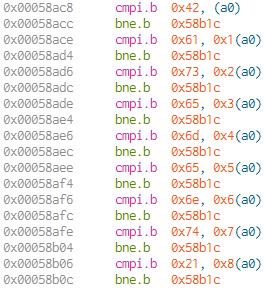 0x00058ac8 cmpi.b 0x42, (a0)
0x00058acc bne.b 0x58b1c
0x00058ace cmpi.b 0x61, 0x1(a0)
0x00058ad4 bne.b 0x58b1c
0x00058ad6 cmpi.b 0x73, 0x2(a0)
0x00058adc bne.b 0x58b1c
0x00058ade cmpi.b 0x65, 0x3(a0)
0x00058ae4 bne.b 0x58b1c
0x00058ae6 cmpi.b 0x6d, 0x4(a0)
0x00058aec bne.b 0x58b1c
0x00058aee cmpi.b 0x65, 0x5(a0)
0x00058af4 bne.b 0x58b1c
0x00058af6 cmpi.b 0x6e, 0x6(a0)
0x00058afc bne.b 0x58b1c
0x00058afe cmpi.b 0x74, 0x7(a0)
0x00058b04 bne.b 0x58b1c
0x00058b06 cmpi.b 0x21, 0x8(a0)
0x00058b0c bne.b 0x58b1c